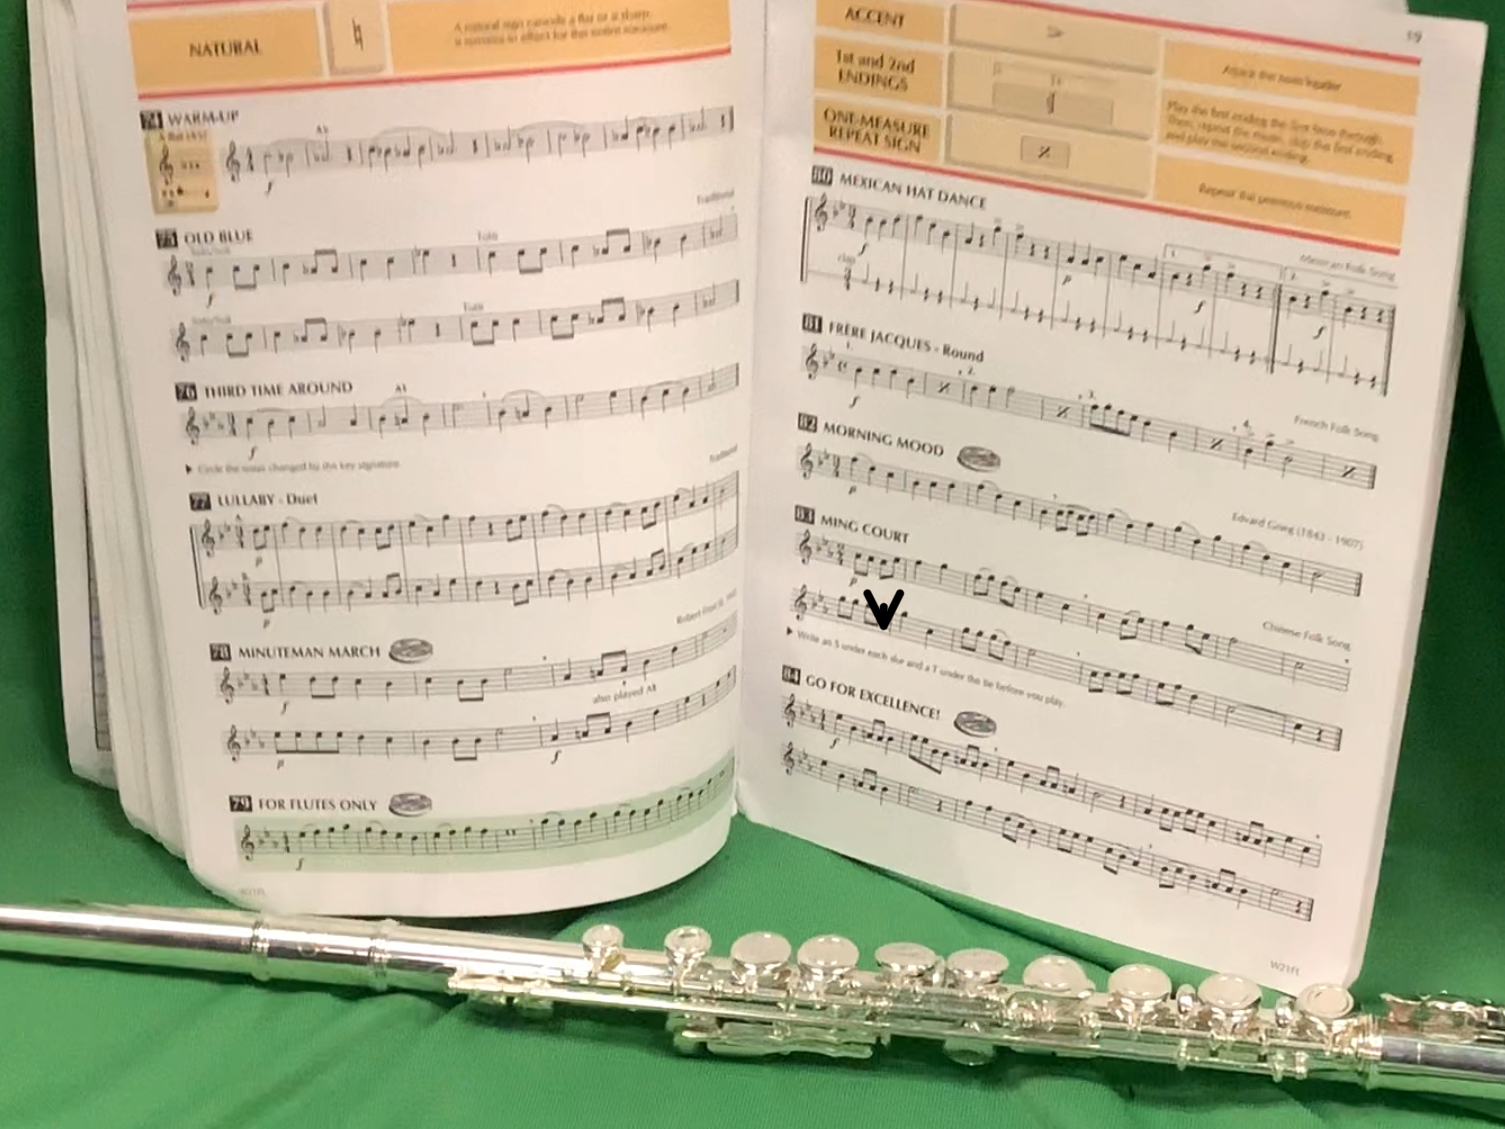 NATURAL
A natural sign cancels a flat or a sharp.
It remains in effect for the entire measure.
74 WARM-UP
A♭
f
75 OLD BLUE
Traditional
Tutti
f
Tutti
76 THIRD TIME AROUND
A♮
f
Circle the notes changed by the key signature.
77 LULLABY - Duet
Traditional
p
p
78 MINUTEMAN MARCH
f
also played A♮
p
f
79 FOR FLUTES ONLY
f
W21FL
19
ACCENT
Attack the note louder.
1st and 2nd
ENDINGS
Play the first ending the first time through.
Then, repeat the music, skip the first ending,
and play the second ending.
ONE-MEASURE
REPEAT SIGN
Repeat the previous measure.
80 MEXICAN HAT DANCE
Mexican Folk Song
1.
2.
f
clap
p
f
f
81 FRÈRE JACQUES - Round
French Folk Song
1.
2.
3.
4.
f
82 MORNING MOOD
Edvard Grieg (1843 - 1907)
p
83 MING COURT
Chinese Folk Song
p
Write an S under each slur and a T under the tie before you play.
84 GO FOR EXCELLENCE!
f
W21FL